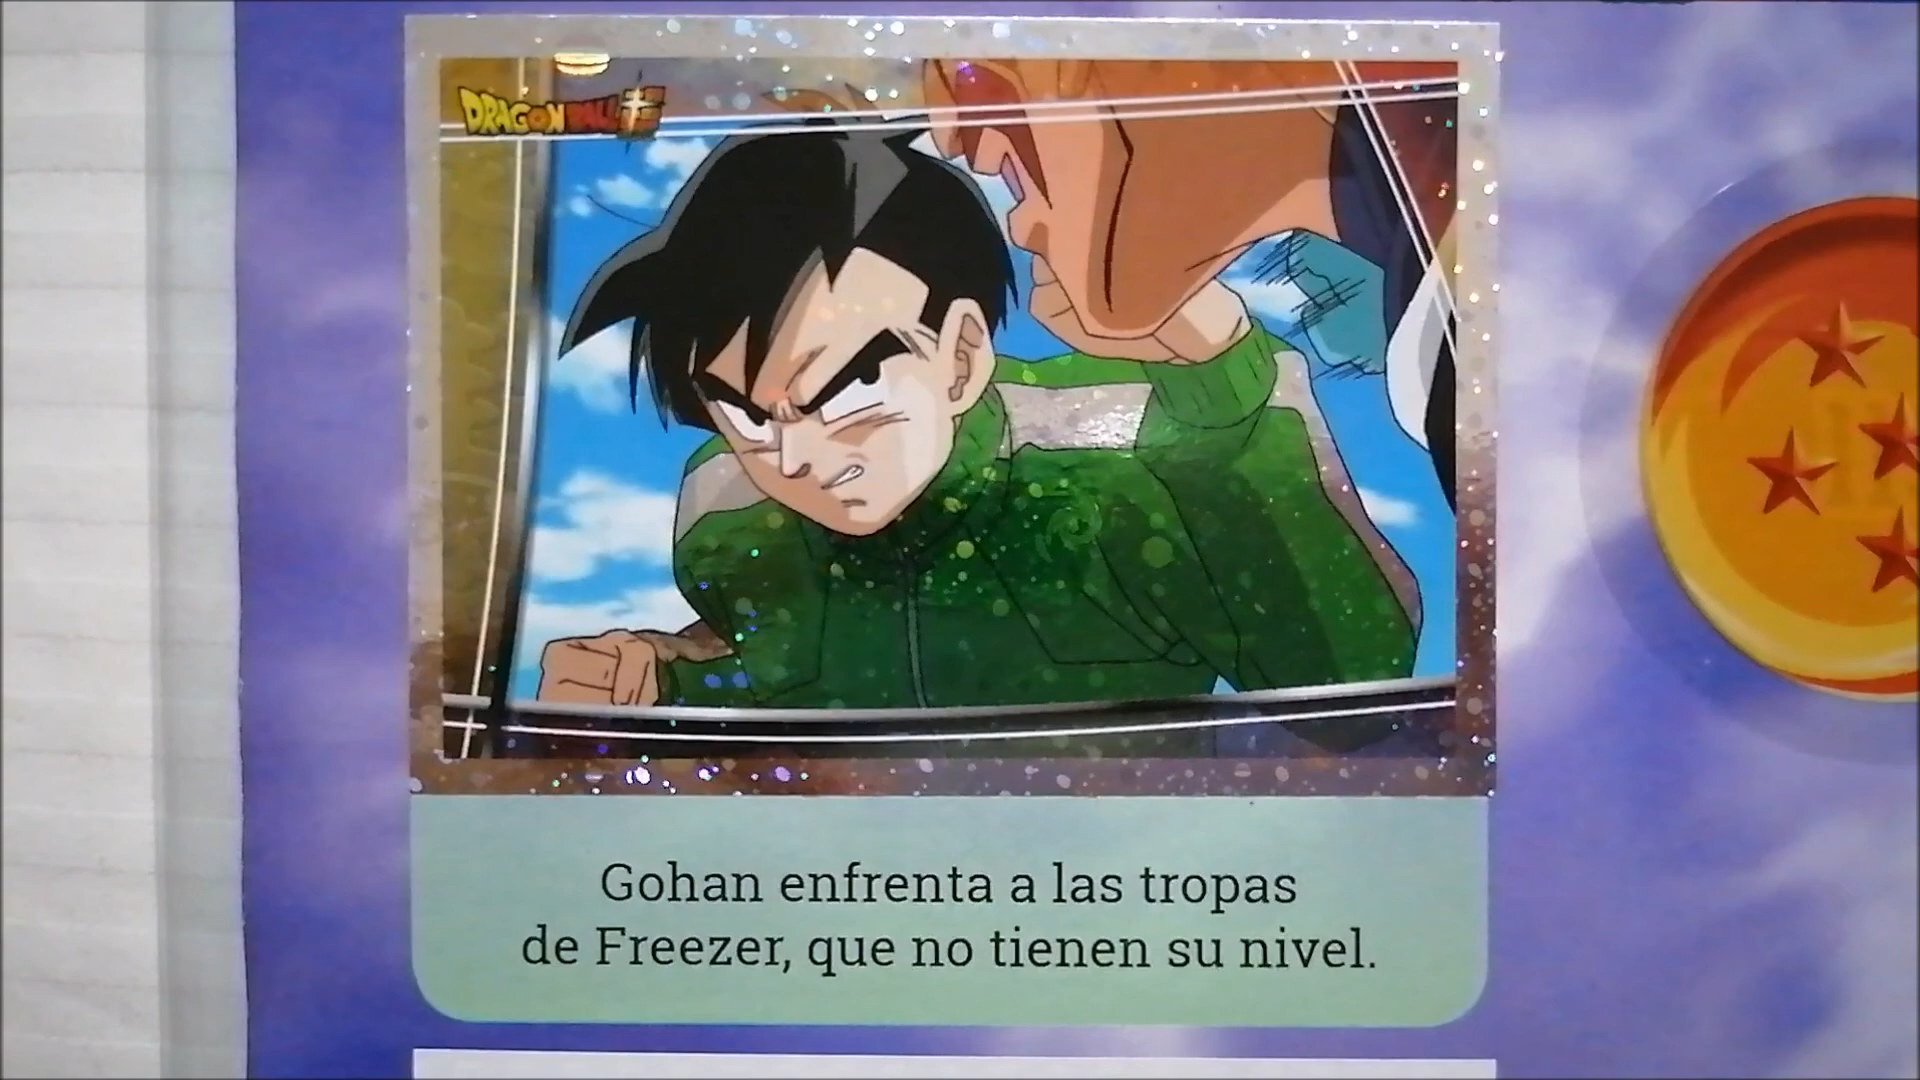 DRAGON BALL
Gohan enfrenta a las tropas
de Freezer, que no tienen su nivel.